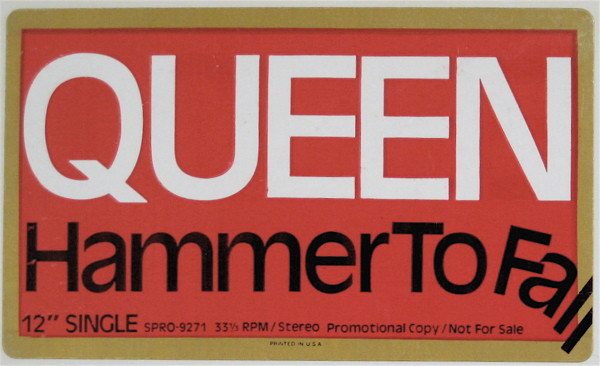 QUEEN
Hammer To Fall
12" SINGLE SPRO-9271 33⅓ RPM / Stereo Promotional Copy / Not For Sale
PRINTED IN U.S.A.